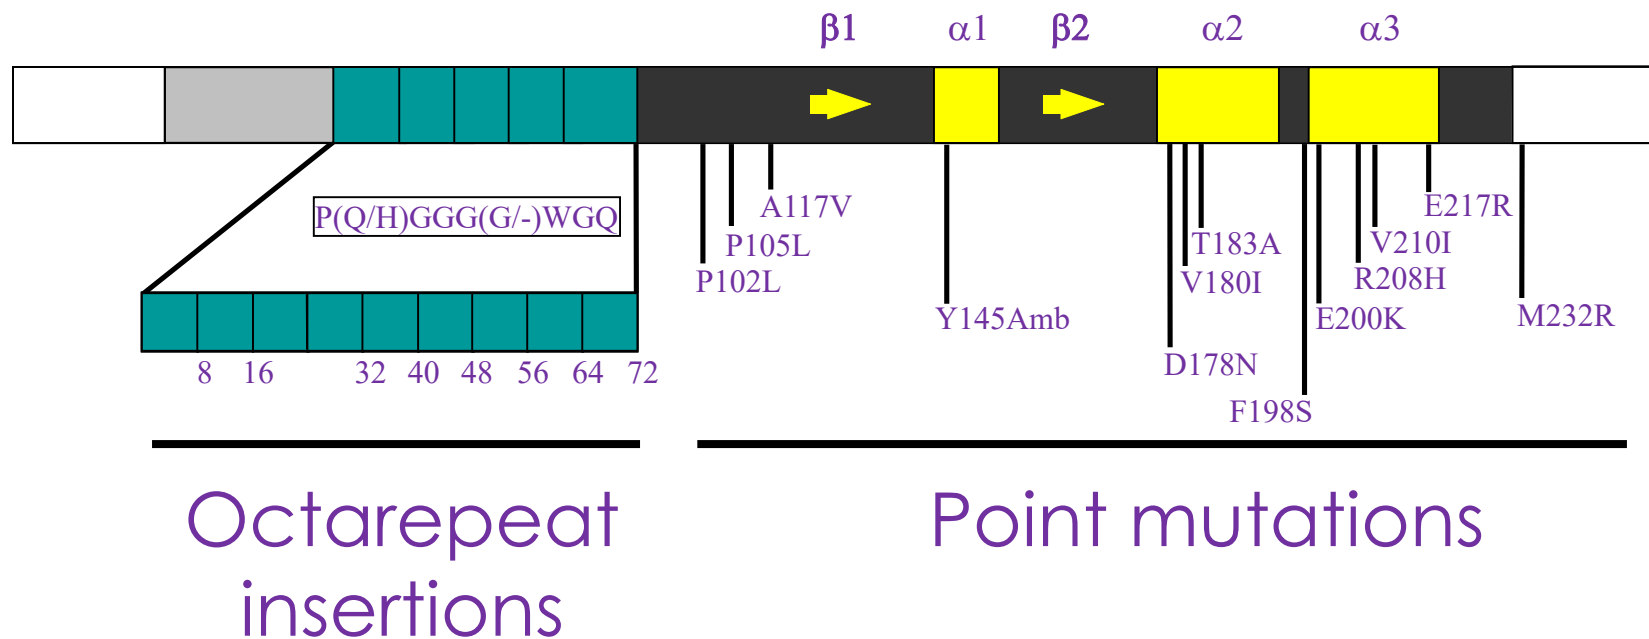 β1 α1 β2 α2 α3
P(Q/H)GGG(G/-)WGQ
A117V
P105L
P102L
Y145Amb
T183A
V180I
D178N
F198S
E217R
V210I
R208H
E200K
M232R
8 16 32 40 48 56 64 72
Octarepeat
insertions
Point mutations